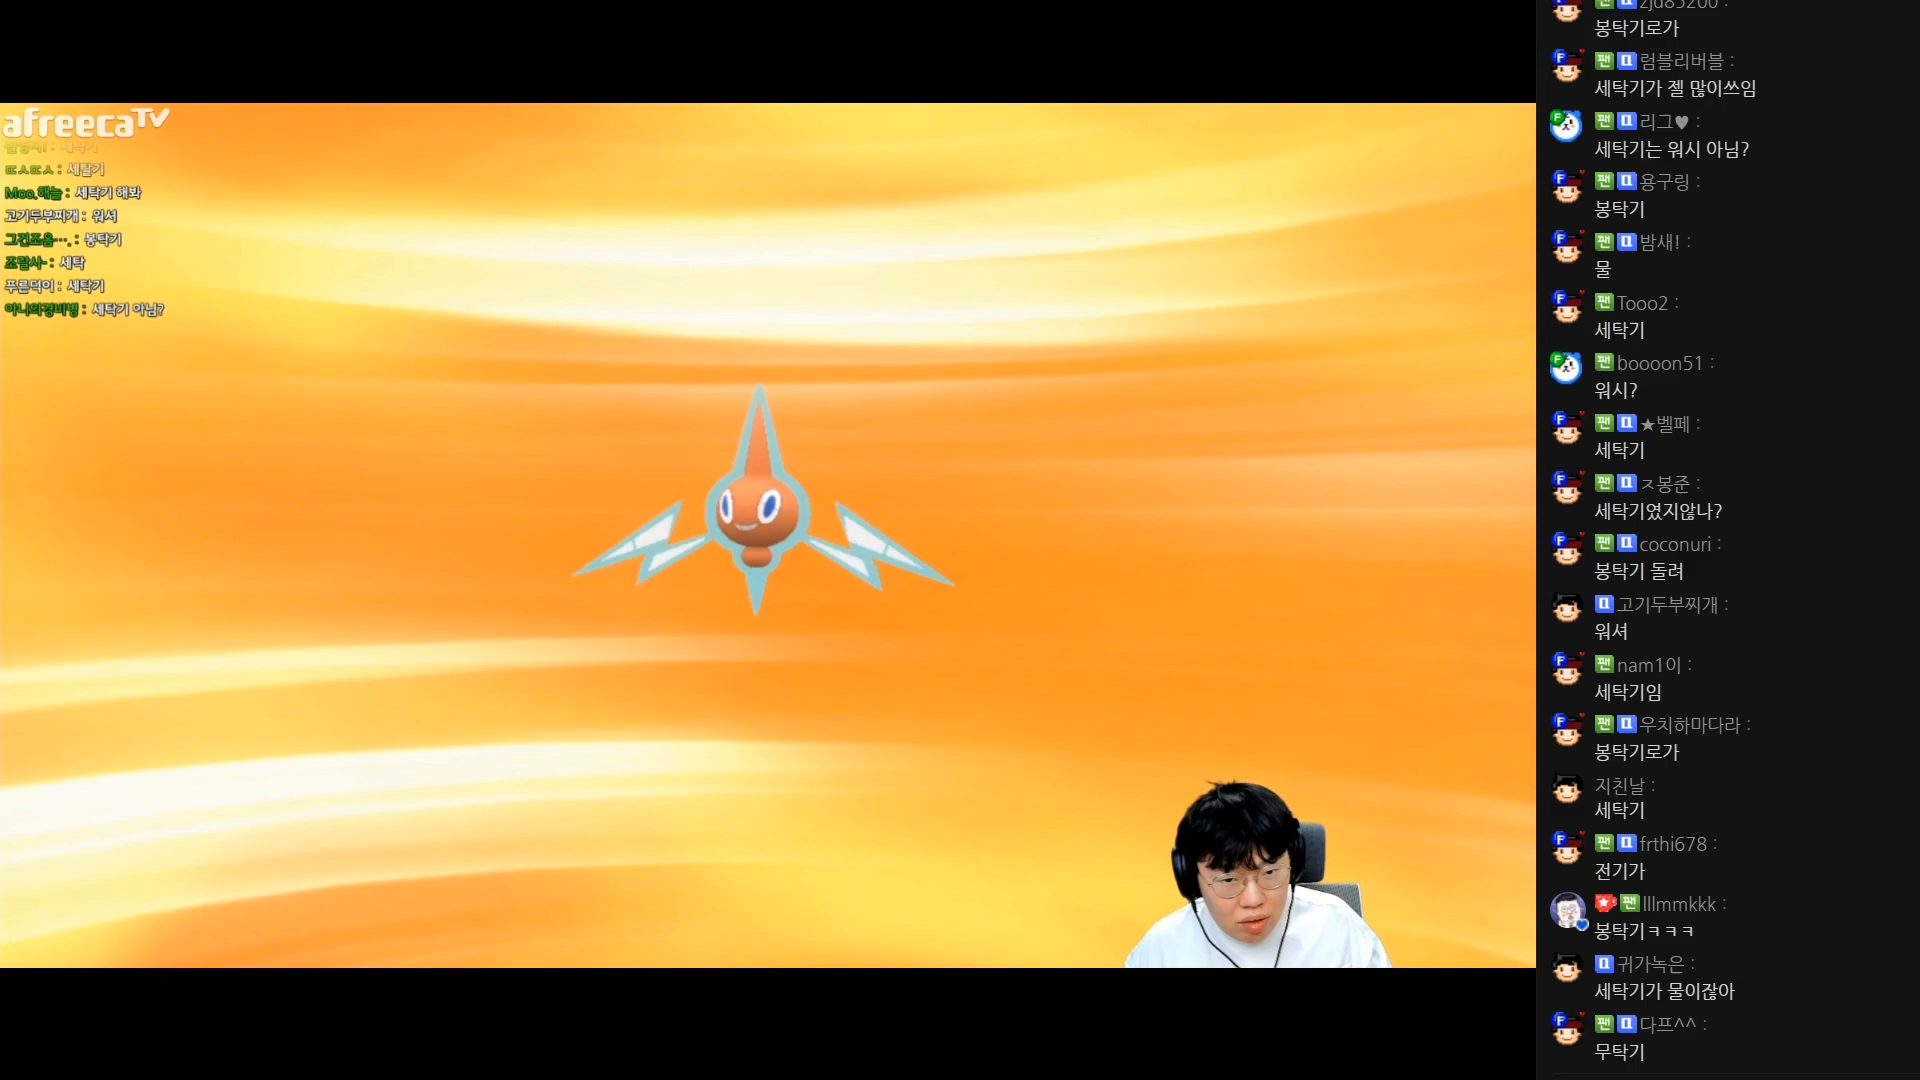 afreecaTV
ㄸㅅㄸㅅ : 세탈기
Moo.해늘 : 세탁기 해봐
고기두부찌개 : 워셔
그건조옴···. : 봉탁기
조랄사~ : 세탁
푸른덕이 : 세탁기
아니와경비병 : 세탁기 아님?
팬 zjd85200 :
봉탁기로가
팬 럼블리버블 :
세탁기가 젤 많이쓰임
팬 리그♥ :
세탁기는 워시 아님?
팬 용구링 :
봉탁기
팬 밤새! :
물
팬 Tooo2 :
세탁기
팬 boooon51 :
워시?
팬 ★벨페 :
세탁기
팬 ㅈ봉준 :
세탁기였지않나?
팬 coconuri :
봉탁기 돌려
고기두부찌개 :
워셔
팬 nam1이 :
세탁기임
팬 우치하마다라 :
봉탁기로가
지친날 :
세탁기
팬 frthi678 :
전기가
팬 lllmmkkk :
봉탁기ㅋㅋㅋ
귀가녹은 :
세탁기가 물이잖아
팬 다프^^ :
무탁기